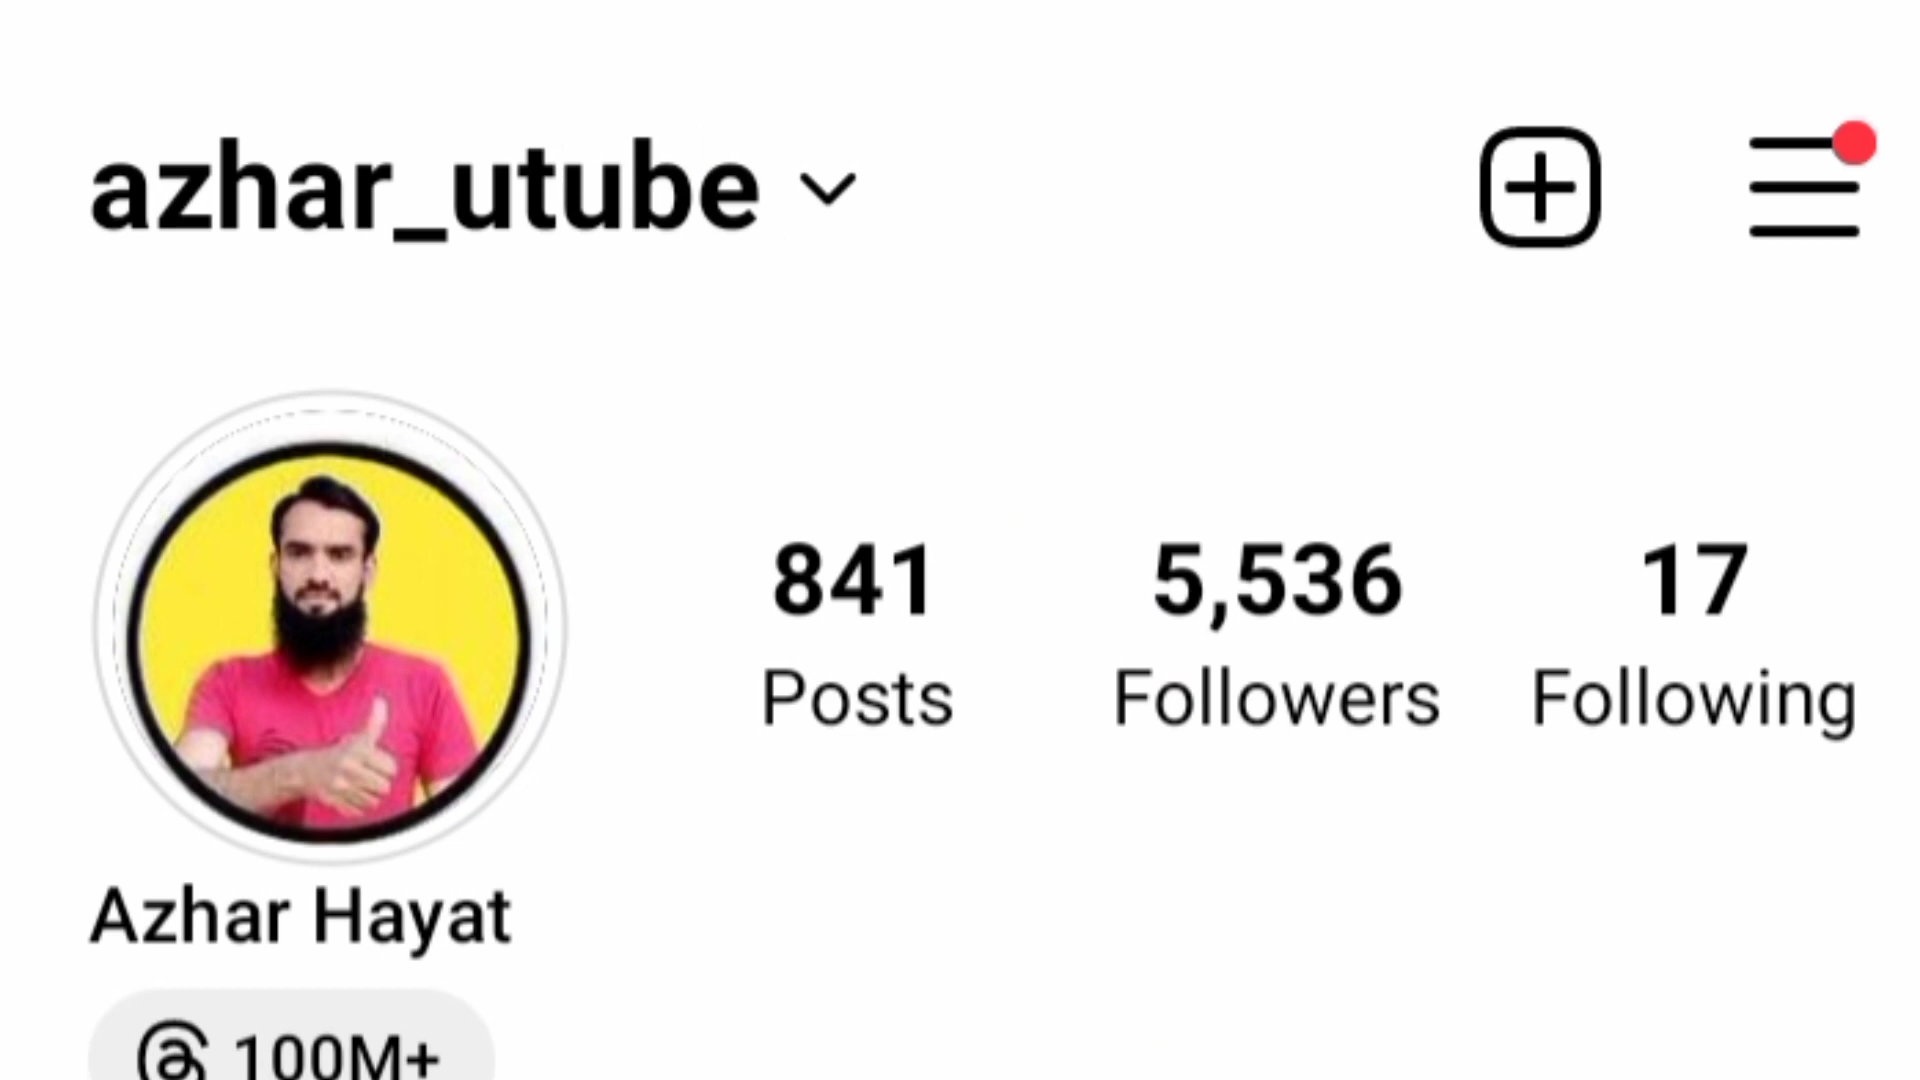 azhar_utube
841 5,536 17
Posts Followers Following
Azhar Hayat
100M+